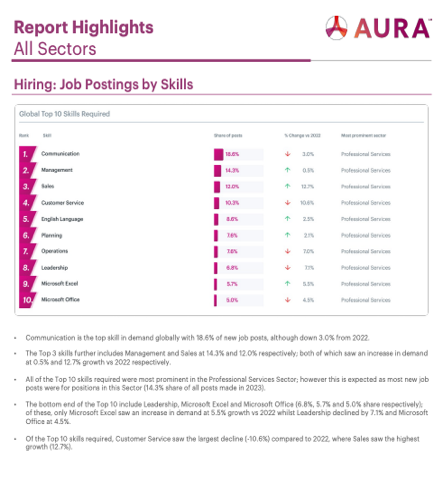 Report Highlights
All Sectors
AURA
Hiring: Job Postings by Skills
Global Top 10 Skills Required
Rank Skill Share of posts % Change vs 2022 Most prominent sector
1. Communication 18.6% ↓ 3.0% Professional Services
2. Management 14.3% ↑ 0.5% Professional Services
3. Sales 12.0% ↑ 12.7% Professional Services
4. Customer Service 10.3% ↓ 10.6% Professional Services
5. English Language 8.6% ↑ 2.5% Professional Services
6. Planning 7.6% ↑ 2.1% Professional Services
7. Operations 7.6% ↓ 7.0% Professional Services
8. Leadership 6.8% ↓ 7.1% Professional Services
9. Microsoft Excel 5.7% ↑ 5.5% Professional Services
10. Microsoft Office 5.0% ↓ 4.5% Professional Services
• Communication is the top skill in demand globally with 18.6% of new job posts, although down 3.0% from 2022.
• The Top 3 skills further includes Management and Sales at 14.3% and 12.0% respectively; both of which saw an increase in demand
at 0.5% and 12.7% growth vs 2022 respectively.
• All of the Top 10 skills required were most prominent in the Professional Services Sector; however this is expected as most new job
posts were for positions in this Sector (14.3% share of all posts made in 2023).
• The bottom end of the Top 10 include Leadership, Microsoft Excel and Microsoft Office (6.8%, 5.7% and 5.0% share respectively);
of these, only Microsoft Excel saw an increase in demand at 5.5% growth vs 2022 whilst Leadership declined by 7.1% and Microsoft
Office at 4.5%.
• Of the Top 10 skills required, Customer Service saw the largest decline (-10.6%) compared to 2022, where Sales saw the highest
growth (12.7%).